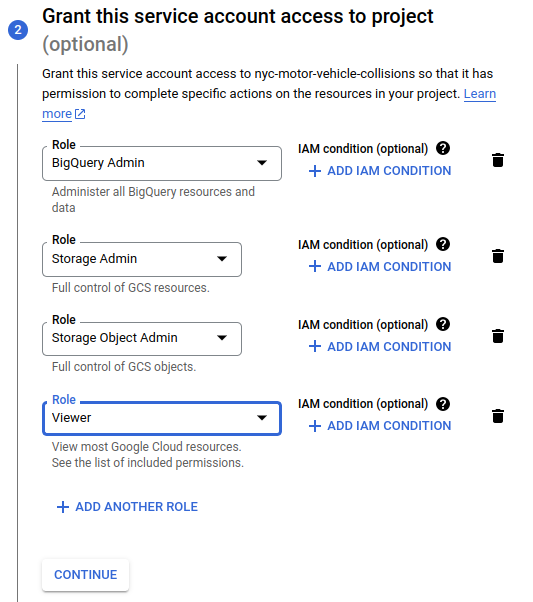 2
Grant this service account access to project
(optional)
Grant this service account access to nyc-motor-vehicle-collisions so that it has
permission to complete specific actions on the resources in your project. Learn
more
Role
BigQuery Admin
Administer all BigQuery resources and
data
IAM condition (optional) ?
+ ADD IAM CONDITION
Role
Storage Admin
Full control of GCS resources.
IAM condition (optional) ?
+ ADD IAM CONDITION
Role
Storage Object Admin
Full control of GCS objects.
IAM condition (optional) ?
+ ADD IAM CONDITION
Role
Viewer
View most Google Cloud resources.
See the list of included permissions.
IAM condition (optional) ?
+ ADD IAM CONDITION
+ ADD ANOTHER ROLE
CONTINUE